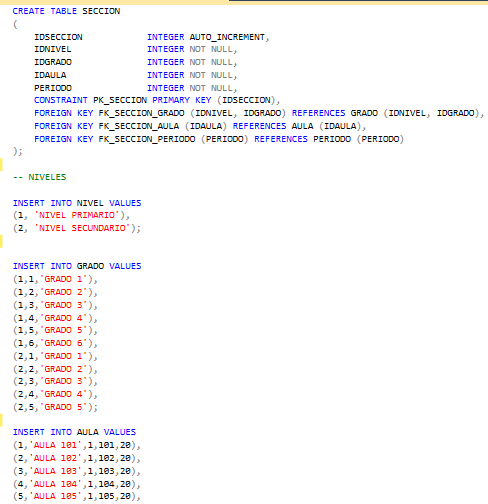 CREATE TABLE SECCION
(
IDSECCION INTEGER AUTO_INCREMENT,
IDNIVEL INTEGER NOT NULL,
IDGRADO INTEGER NOT NULL,
IDAULA INTEGER NOT NULL,
PERIODO INTEGER NOT NULL,
CONSTRAINT PK_SECCION PRIMARY KEY (IDSECCION),
FOREIGN KEY FK_SECCION_GRADO (IDNIVEL, IDGRADO) REFERENCES GRADO (IDNIVEL, IDGRADO),
FOREIGN KEY FK_SECCION_AULA (IDAULA) REFERENCES AULA (IDAULA),
FOREIGN KEY FK_SECCION_PERIODO (PERIODO) REFERENCES PERIODO (PERIODO)
);
-- NIVELES
INSERT INTO NIVEL VALUES
(1, 'NIVEL PRIMARIO'),
(2, 'NIVEL SECUNDARIO');
INSERT INTO GRADO VALUES
(1,1,'GRADO 1'),
(1,2,'GRADO 2'),
(1,3,'GRADO 3'),
(1,4,'GRADO 4'),
(1,5,'GRADO 5'),
(1,6,'GRADO 6'),
(2,1,'GRADO 1'),
(2,2,'GRADO 2'),
(2,3,'GRADO 3'),
(2,4,'GRADO 4'),
(2,5,'GRADO 5');
INSERT INTO AULA VALUES
(1,'AULA 101',1,101,20),
(2,'AULA 102',1,102,20),
(3,'AULA 103',1,103,20),
(4,'AULA 104',1,104,20),
(5,'AULA 105',1,105,20),